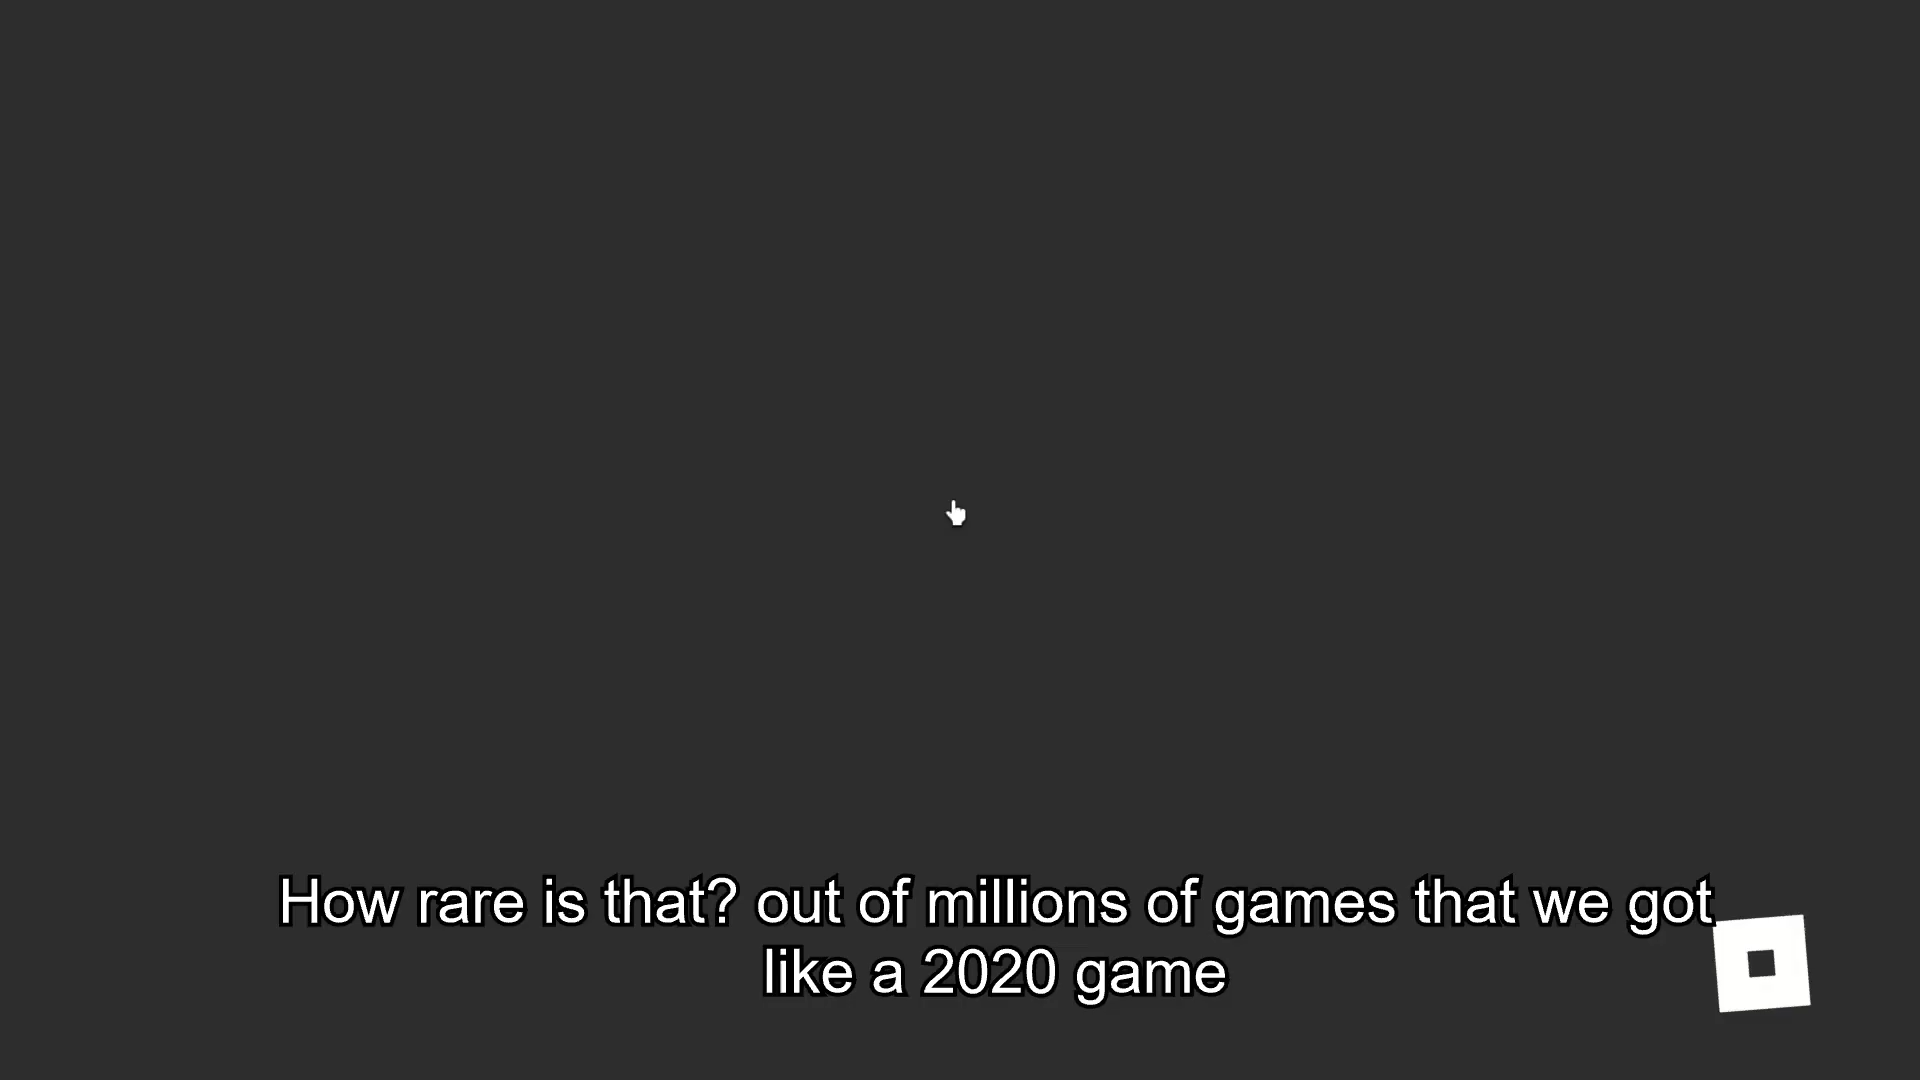 How rare is that? out of millions of games that we got
like a 2020 game